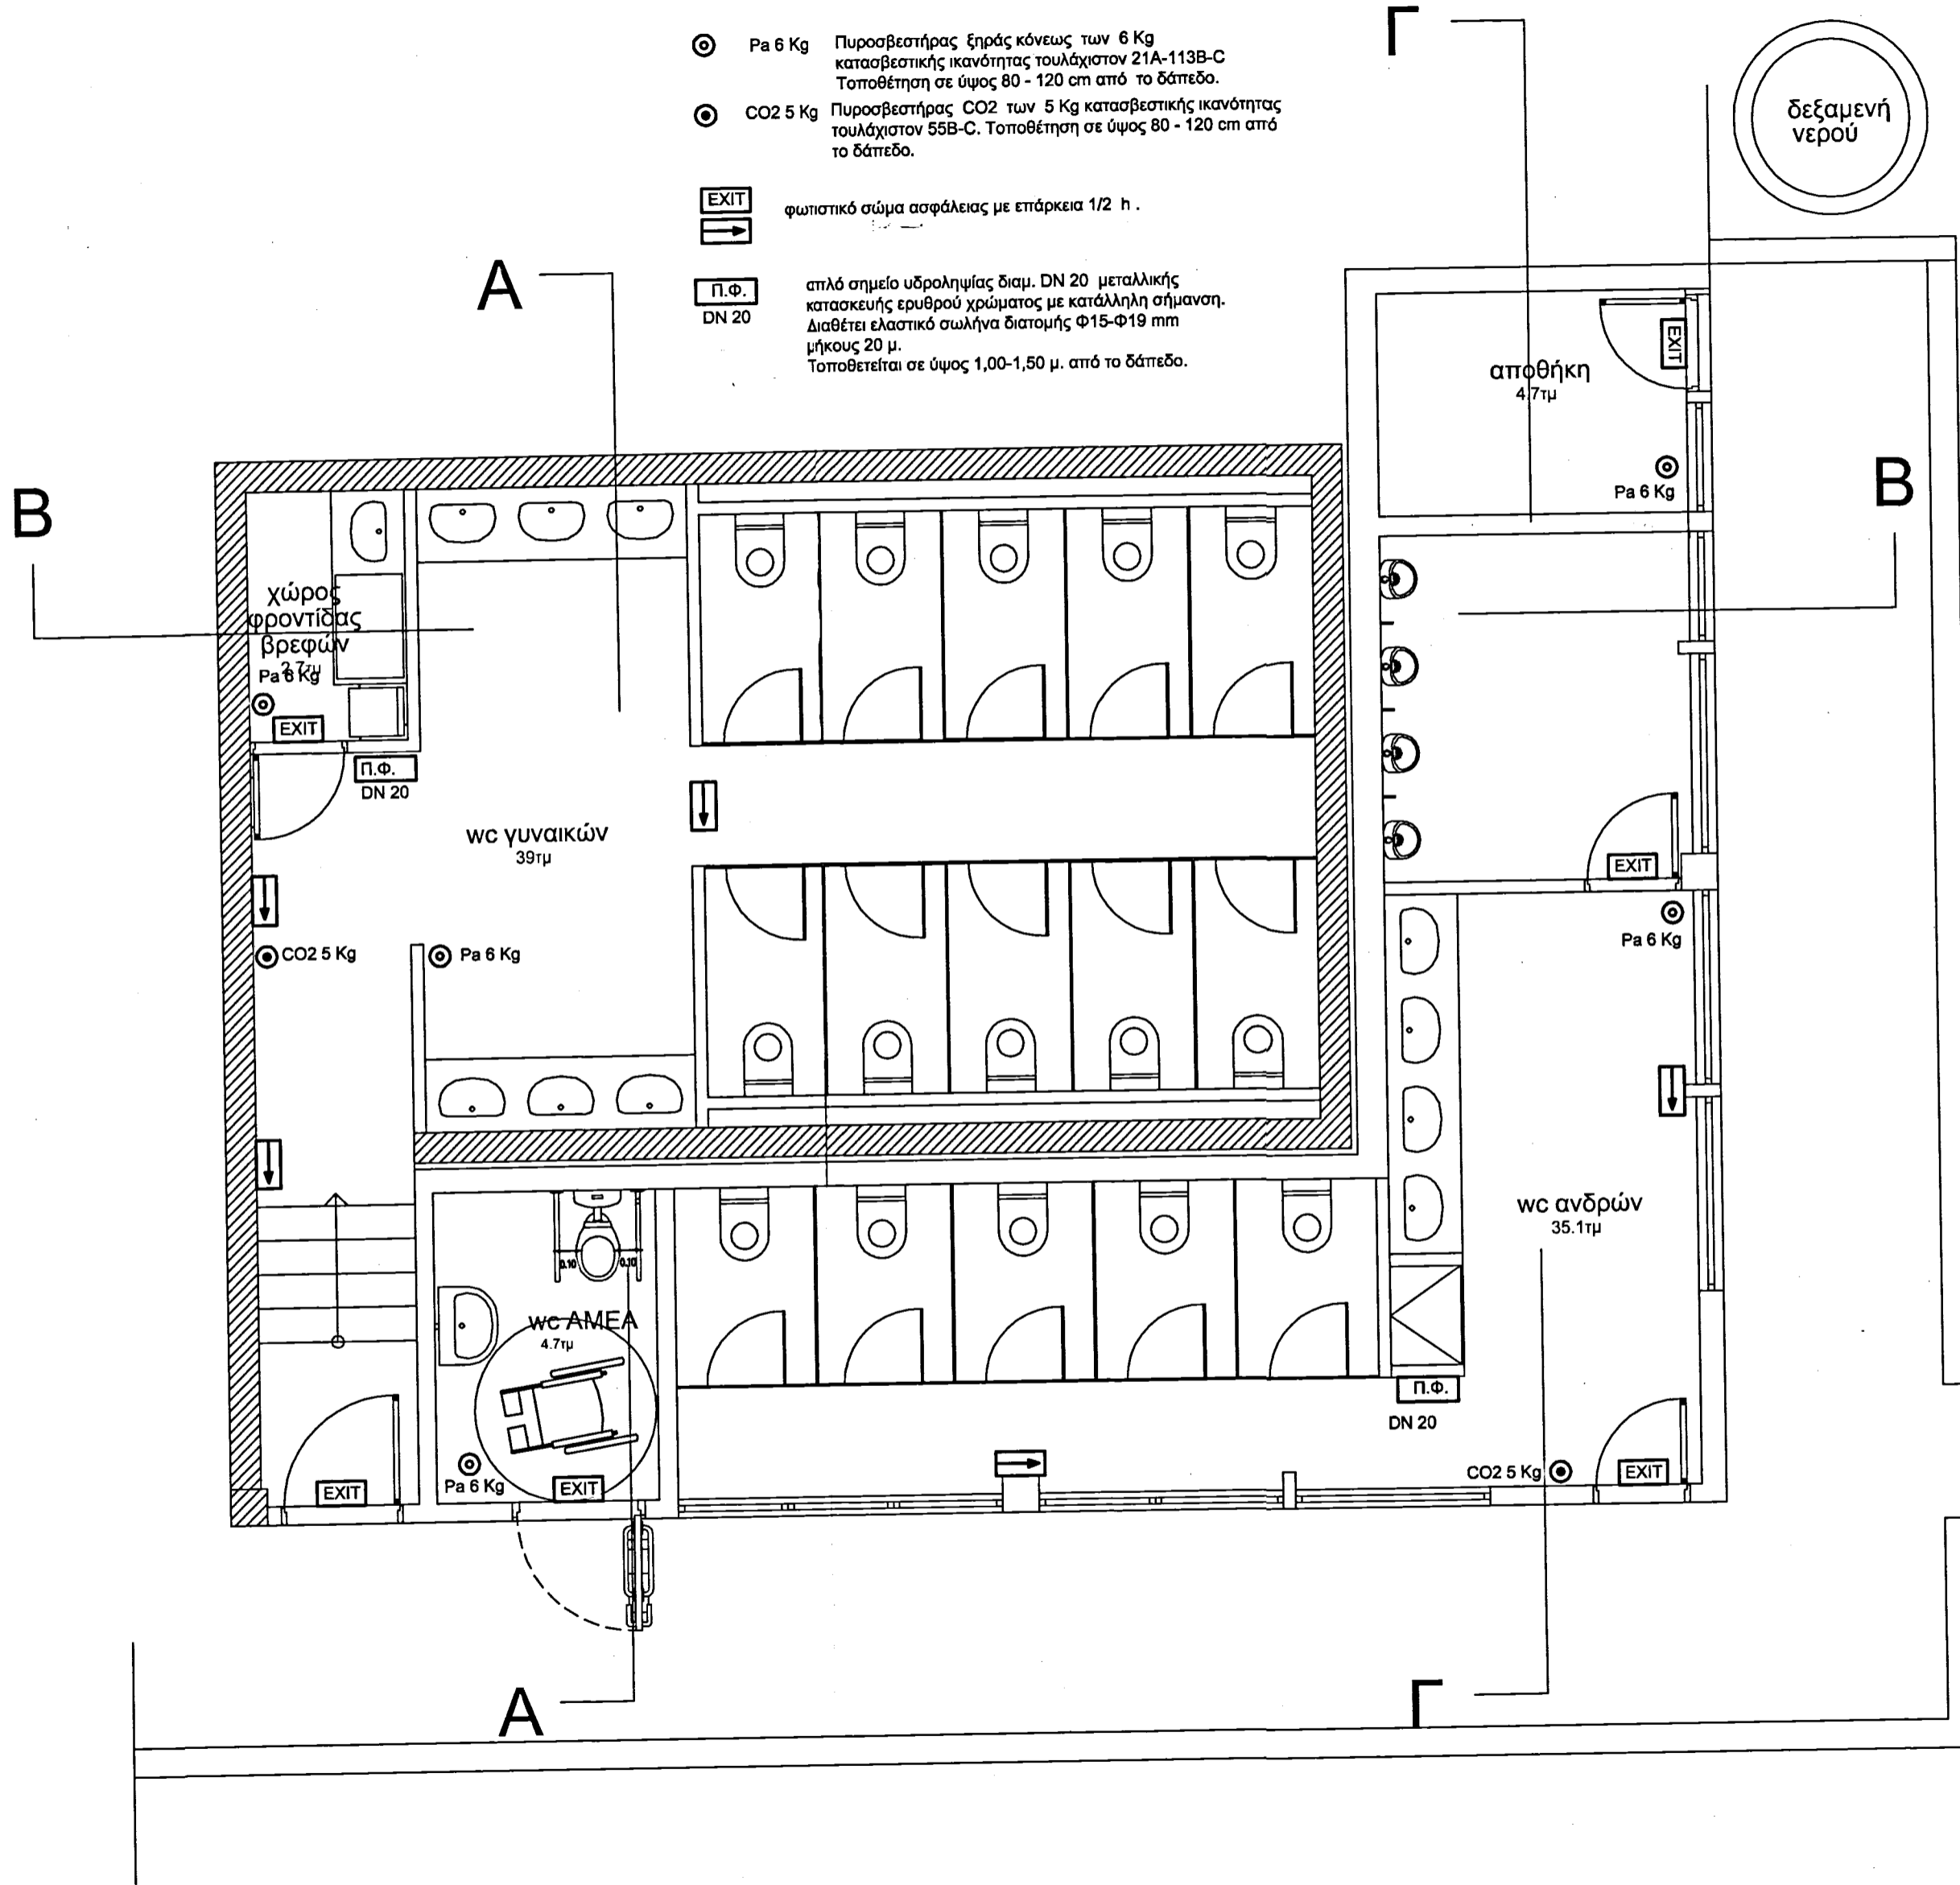 Γ
Pa 6 Kg Πυροσβεστήρας ξηράς κόνεως των 6 Kg
κατασβεστικής ικανότητας τουλάχιστον 21A-113B-C
Τοποθέτηση σε ύψος 80 - 120 cm από το δάπεδο.
CO2 5 Kg Πυροσβεστήρας CO2 των 5 Kg κατασβεστικής ικανότητας
τουλάχιστον 55B-C. Τοποθέτηση σε ύψος 80 - 120 cm από
το δάπεδο.
δεξαμενή
νερού
EXIT
φωτιστικό σώμα ασφάλειας με επάρκεια 1/2 h .
A
Π.Φ.
DN 20
απλό σημείο υδροληψίας διαμ. DN 20 μεταλλικής
κατασκευής ερυθρού χρώματος με κατάλληλη σήμανση.
Διαθέτει ελαστικό σωλήνα διατομής Φ15-Φ19 mm
μήκους 20 μ.
Τοποθετείται σε ύψος 1,00-1,50 μ. από το δάπεδο.
EXIT
αποθήκη
4.7τμ
Pa 6 Kg
B
B
χώρος
φροντίδας
βρεφών
2.7τμ
Pa 6 Kg
EXIT
Π.Φ.
DN 20
wc γυναικών
39τμ
EXIT
Pa 6 Kg
CO2 5 Kg
Pa 6 Kg
wc ανδρών
35.1τμ
0.10
0.10
wc ΑΜΕΑ
4.7τμ
Π.Φ.
DN 20
Pa 6 Kg
EXIT
EXIT
CO2 5 Kg
EXIT
A
Γ